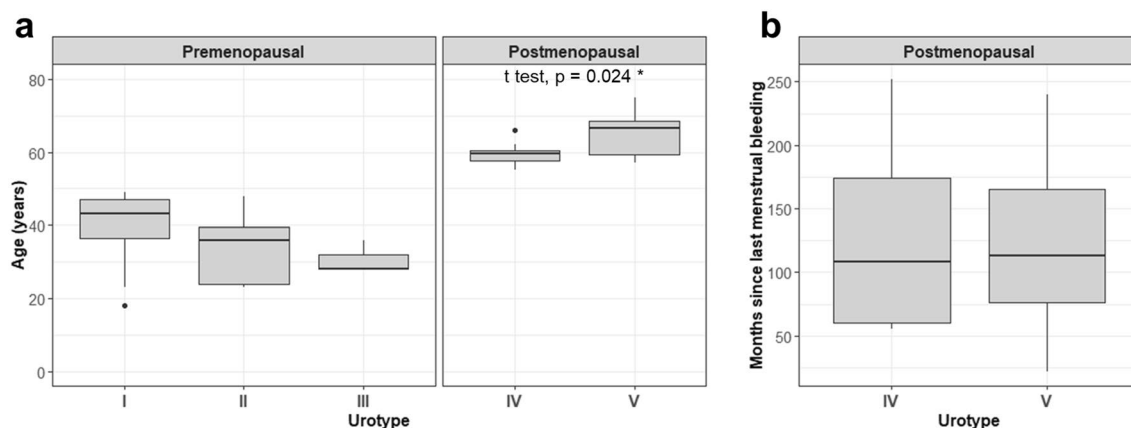 a
Premenopausal
Postmenopausal
t test, p = 0.024 *
80
60
40
20
0
Age (years)
I
II
III
IV
V
Urotype
b
Postmenopausal
250
200
150
100
50
Months since last menstrual bleeding
IV
V
Urotype